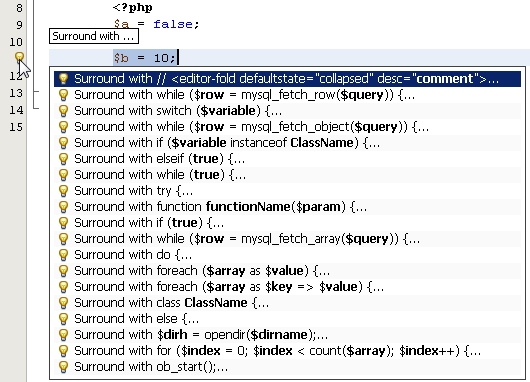 8 <?php
9 $a = false;
10
Surround with ...
$b = 10;
12 Surround with // <editor-fold defaultstate="collapsed" desc="comment">...
13 Surround with while ($row = mysql_fetch_row($query)) {...
14 Surround with switch ($variable) {...
15 Surround with while ($row = mysql_fetch_object($query)) {...
Surround with if ($variable instanceof ClassName) {...
Surround with elseif (true) {...
Surround with while (true) {...
Surround with try {...
Surround with function functionName($param) {...
Surround with if (true) {...
Surround with while ($row = mysql_fetch_array($query)) {...
Surround with do {...
Surround with foreach ($array as $value) {...
Surround with foreach ($array as $key => $value) {...
Surround with class ClassName {...
Surround with else {...
Surround with $dirh = opendir($dirname);...
Surround with for ($index = 0; $index < count($array); $index++) {...
Surround with ob_start();...